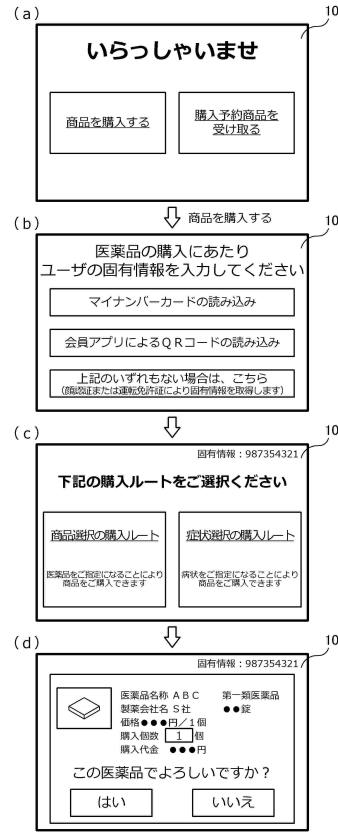 (a)
10
いらっしゃいませ
商品を購入する
購入予約商品を
受け取る
商品を購入する
(b)
10
医薬品の購入にあたり
ユーザの固有情報を入力してください
マイナンバーカードの読み込み
会員アプリによるQRコードの読み込み
上記のいずれもない場合は、こちら
(顔認証または運転免許証により固有情報を取得します)
(c)
10
固有情報:987354321
下記の購入ルートをご選択ください
商品選択の購入ルート
医薬品をご指定になることにより
商品をご購入できます
症状選択の購入ルート
病状をご指定になることにより
商品をご購入できます
(d)
10
固有情報:987354321
医薬品名称 ABC 第一類医薬品
製薬会社名 S社 ●●錠
価格●●●円/1個
購入個数 1 個
購入代金 ●●●円
この医薬品でよろしいですか?
はい
いいえ